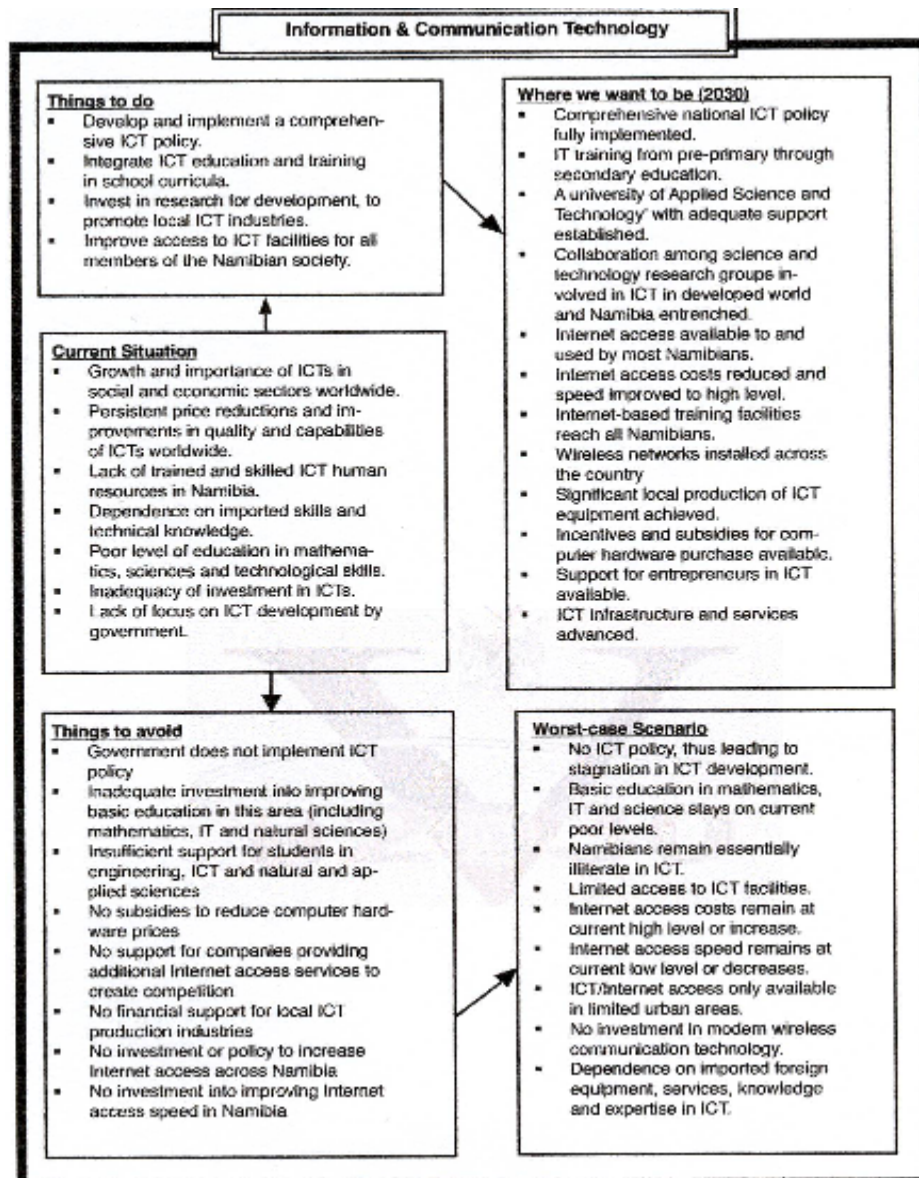 Information & Communication Technology
Things to do
▪ Develop and implement a comprehen-
sive ICT policy.
▪ Integrate ICT education and training
in school curricula.
▪ Invest in research for development, to
promote local ICT industries.
▪ Improve access to ICT facilities for all
members of the Namibian society.
Where we want to be (2030)
▪ Comprehensive national ICT policy
fully implemented.
▪ IT training from pre-primary through
secondary education.
▪ A university of Applied Science and
Technology' with adequate support
established.
▪ Collaboration among science and
technology research groups in-
volved in ICT in developed world
and Namibia entrenched.
▪ Internet access available to and
used by most Namibians.
▪ Internet access costs reduced and
speed improved to high level.
▪ Internet-based training facilities
reach all Namibians.
▪ Wireless networks installed across
the country
▪ Significant local production of ICT
equipment achieved.
▪ Incentives and subsidies for com-
puter hardware purchase available.
▪ Support for entrepreneurs in ICT
available.
▪ ICT Infrastructure and services
advanced.
Current Situation
▪ Growth and importance of ICTs in
social and economic sectors worldwide.
▪ Persistent price reductions and im-
provements in quality and capabilities
of ICTs worldwide.
▪ Lack of trained and skilled ICT human
resources in Namibia.
▪ Dependence on imported skills and
technical knowledge.
▪ Poor level of education in mathema-
tics, sciences and technological skills.
▪ Inadequacy of investment in ICTs.
▪ Lack of focus on ICT development by
government.
Things to avoid
▪ Government does not implement ICT
policy
▪ Inadequate investment into improving
basic education in this area (including
mathematics, IT and natural sciences)
▪ Insufficient support for students in
engineering, ICT and natural and ap-
plied sciences
▪ No subsidies to reduce computer hard-
ware prices
▪ No support for companies providing
additional Internet access services to
create competition
▪ No financial support for local ICT
production industries
▪ No investment or policy to increase
Internet access across Namibia
▪ No investment into improving Internet
access speed in Namibia
Worst-case Scenario
▪ No ICT policy, thus leading to
stagnation in ICT development.
▪ Basic education in mathematics,
IT and science stays on current
poor levels.
▪ Namibians remain essentially
illiterate in ICT.
▪ Limited access to ICT facilities.
▪ Internet access costs remain at
current high level or increase.
▪ Internet access speed remains at
current low level or decreases.
▪ ICT/Internet access only available
in limited urban areas.
▪ No investment in modern wireless
communication technology.
▪ Dependence on imported foreign
equipment, services, knowledge
and expertise in ICT.